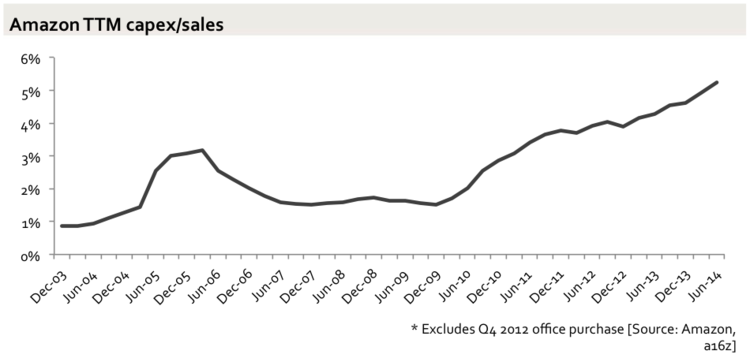 Amazon TTM capex/sales
6%
5%
4%
3%
2%
1%
0%
Dec-03
Jun-04
Dec-04
Jun-05
Dec-05
Jun-06
Dec-06
Jun-07
Dec-07
Jun-08
Dec-08
Jun-09
Dec-09
Jun-10
Dec-10
Jun-11
Dec-11
Jun-12
Dec-12
Jun-13
Dec-13
Jun-14
* Excludes Q4 2012 office purchase [Source: Amazon,
a16z]